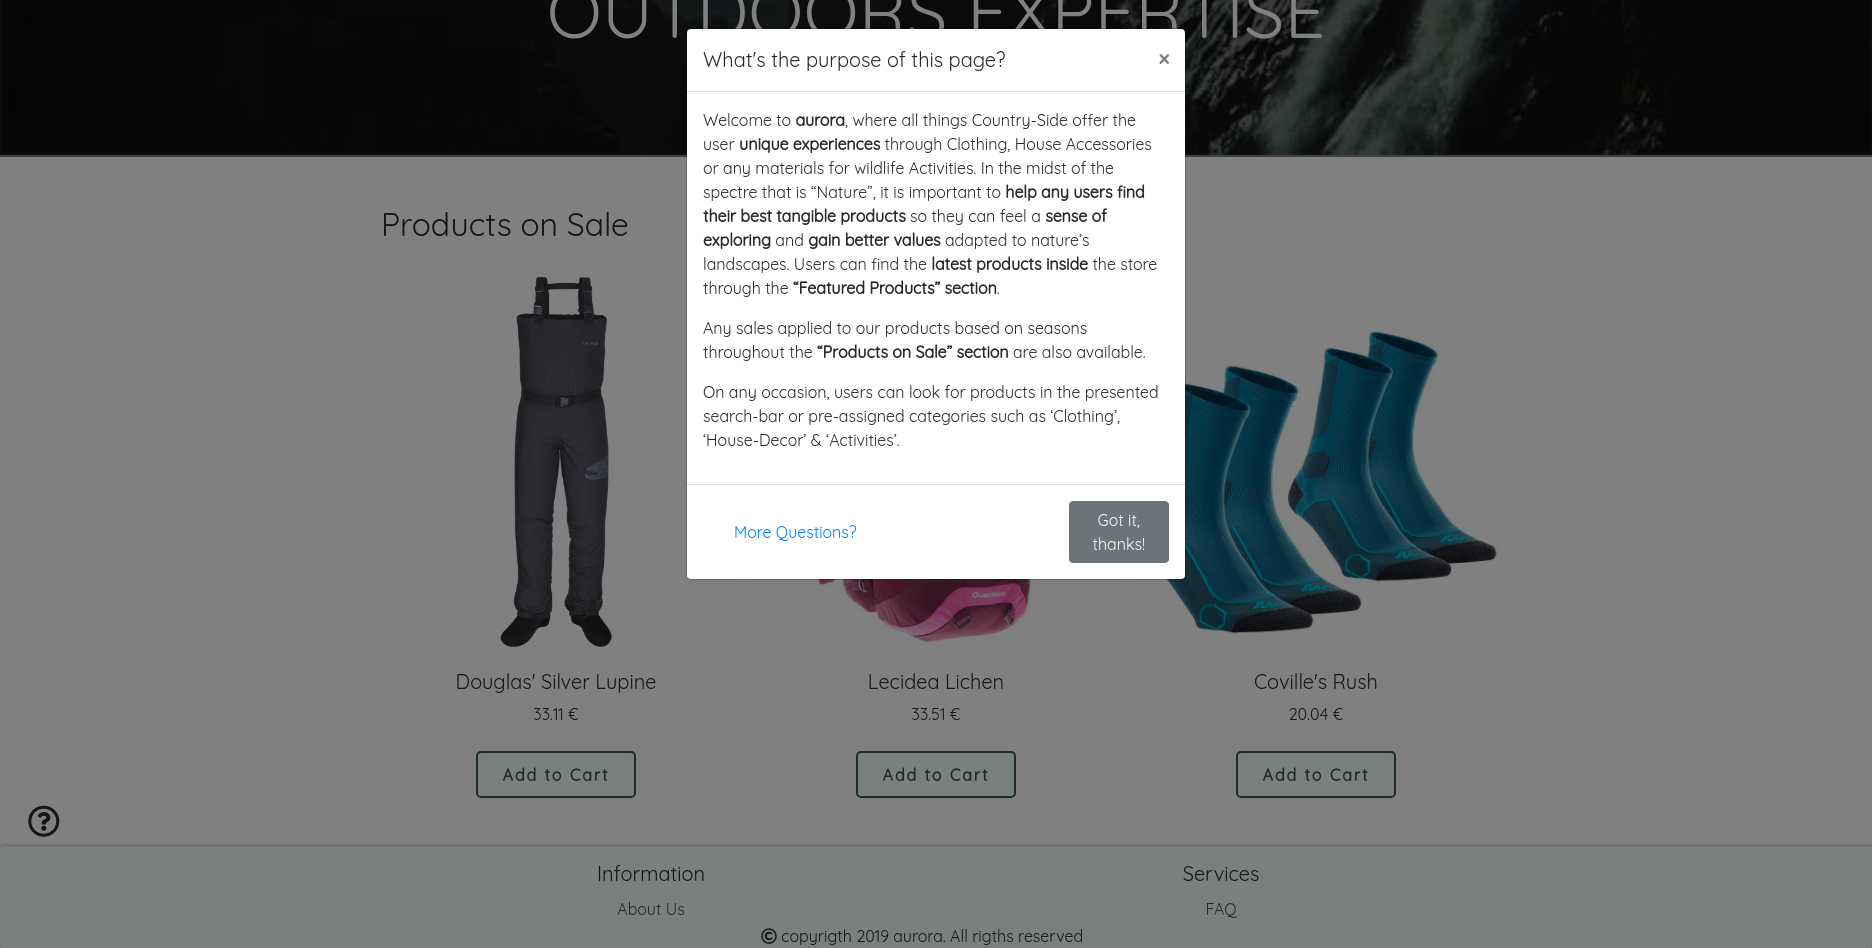 OUTDOORS EXPERTISE
What's the purpose of this page?
×
Welcome to aurora, where all things Country-Side offer the
user unique experiences through Clothing, House Accessories
or any materials for wildlife Activities. In the midst of the
spectre that is “Nature”, it is important to help any users find
their best tangible products so they can feel a sense of
exploring and gain better values adapted to nature’s
landscapes. Users can find the latest products inside the store
through the “Featured Products” section.
Any sales applied to our products based on seasons
throughout the “Products on Sale” section are also available.
On any occasion, users can look for products in the presented
search-bar or pre-assigned categories such as ‘Clothing’,
‘House-Decor’ & ‘Activities’.
More Questions?
Got it,
thanks!
Products on Sale
Quechua
Douglas' Silver Lupine
33.11 €
Add to Cart
Lecidea Lichen
33.51 €
Add to Cart
Coville's Rush
20.04 €
Add to Cart
Information
About Us
Services
FAQ
© copyrigth 2019 aurora. All rigths reserved